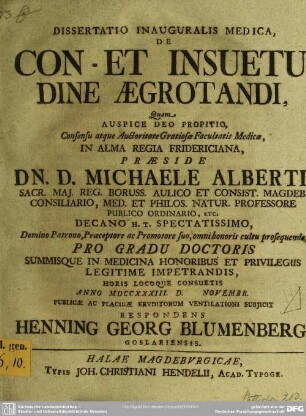 DISSERTATIO INAUGURALIS MEDICA,
DE
CON- ET INSUETU
DINE ÆGROTANDI,
Quam
AUSPICE DEO PROPITIO,
Consensu atque Auctoritate Gratiosæ Facultatis Medicæ,
IN ALMA REGIA FRIDERICIANA,
PRÆSIDE
DN. D. MICHAELE ALBERTI
SACR. MAJ. REG. BORUSS. AULICO ET CONSIST. MAGDEB.
CONSILIARIO, MED. ET PHILOS. NATUR. PROFESSORE
PUBLICO ORDINARIO, ETC.
DECANO H. T. SPECTATISSIMO,
Domino Patrono, Præceptore ac Promotore suo, omni honoris cultu prosequendo,
PRO GRADU DOCTORIS
SUMMISQUE IN MEDICINA HONORIBUS ET PRIVILEGIIS
LEGITIME IMPETRANDIS,
HORIS LOCOQUE CONSUETIS
ANNO MDCCXXXIII D. NOVEMBR.
PUBLICÆ AC PLACIDÆ ERUDITORUM VENTILATIONI SUBJICIT
RESPONDENS
HENNING GEORG BLUMENBERG
GOSLARIENSIS.
HALAE MAGDEBURGICAE,
TYPIS JOH. CHRISTIANI HENDELII, ACAD. TYPOGR.